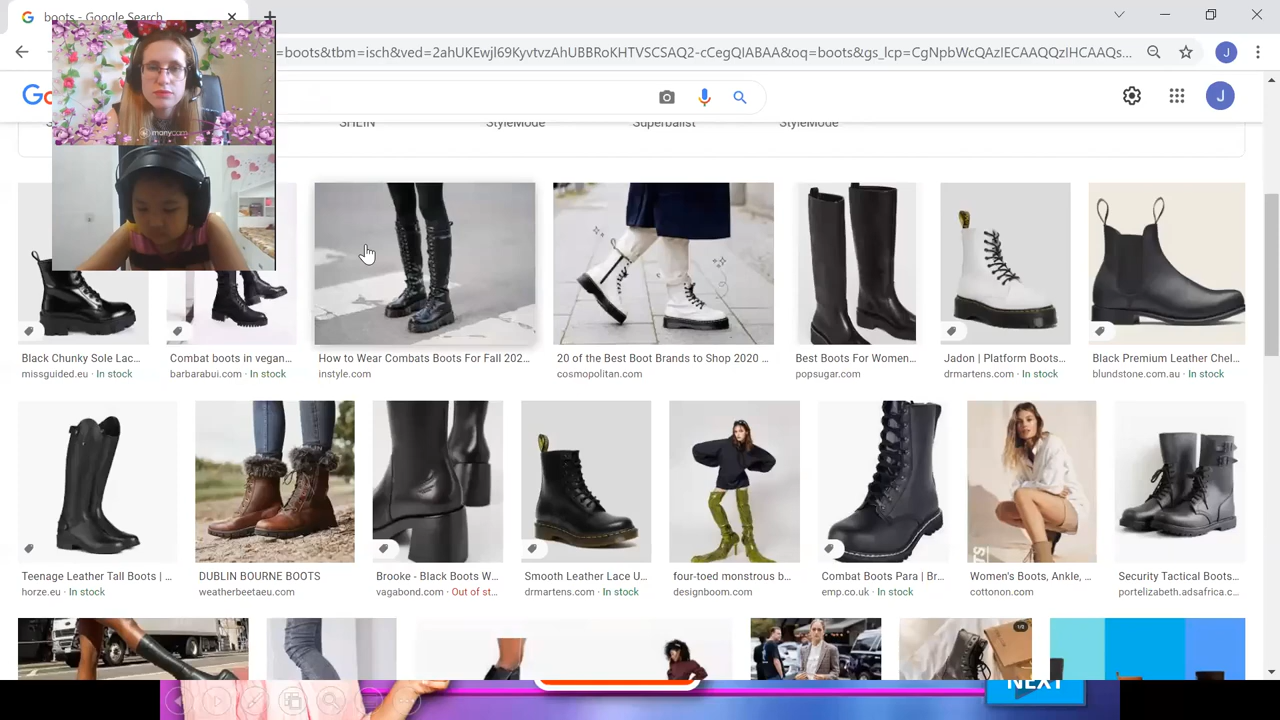 boots - Google Search
=boots&tbm=isch&ved=2ahUKEwjl69KyvtvzAhUBBRoKHTVSCSAQ2-cCegQIABAA&oq=boots&gs_lcp=CgNpbWcQAzIECAAQQzIHCAAQs...
J
J
manycam
SHEIN StyleMode Superbalist StyleMode
Black Chunky Sole Lac... Combat boots in vegan... How to Wear Combats Boots For Fall 202... 20 of the Best Boot Brands to Shop 2020 ... Best Boots For Women... Jadon | Platform Boots... Black Premium Leather Chel...
missguided.eu · In stock barbarabui.com · In stock instyle.com cosmopolitan.com popsugar.com drmartens.com · In stock blundstone.com.au · In stock
Teenage Leather Tall Boots | ... DUBLIN BOURNE BOOTS Brooke - Black Boots W... Smooth Leather Lace U... four-toed monstrous b... Combat Boots Para | Br... Women's Boots, Ankle, ... Security Tactical Boots...
horze.eu · In stock weatherbeetaeu.com vagabond.com · Out of st... drmartens.com · In stock designboom.com emp.co.uk · In stock cottonon.com portelizabeth.adsafrica.c...
NEXT